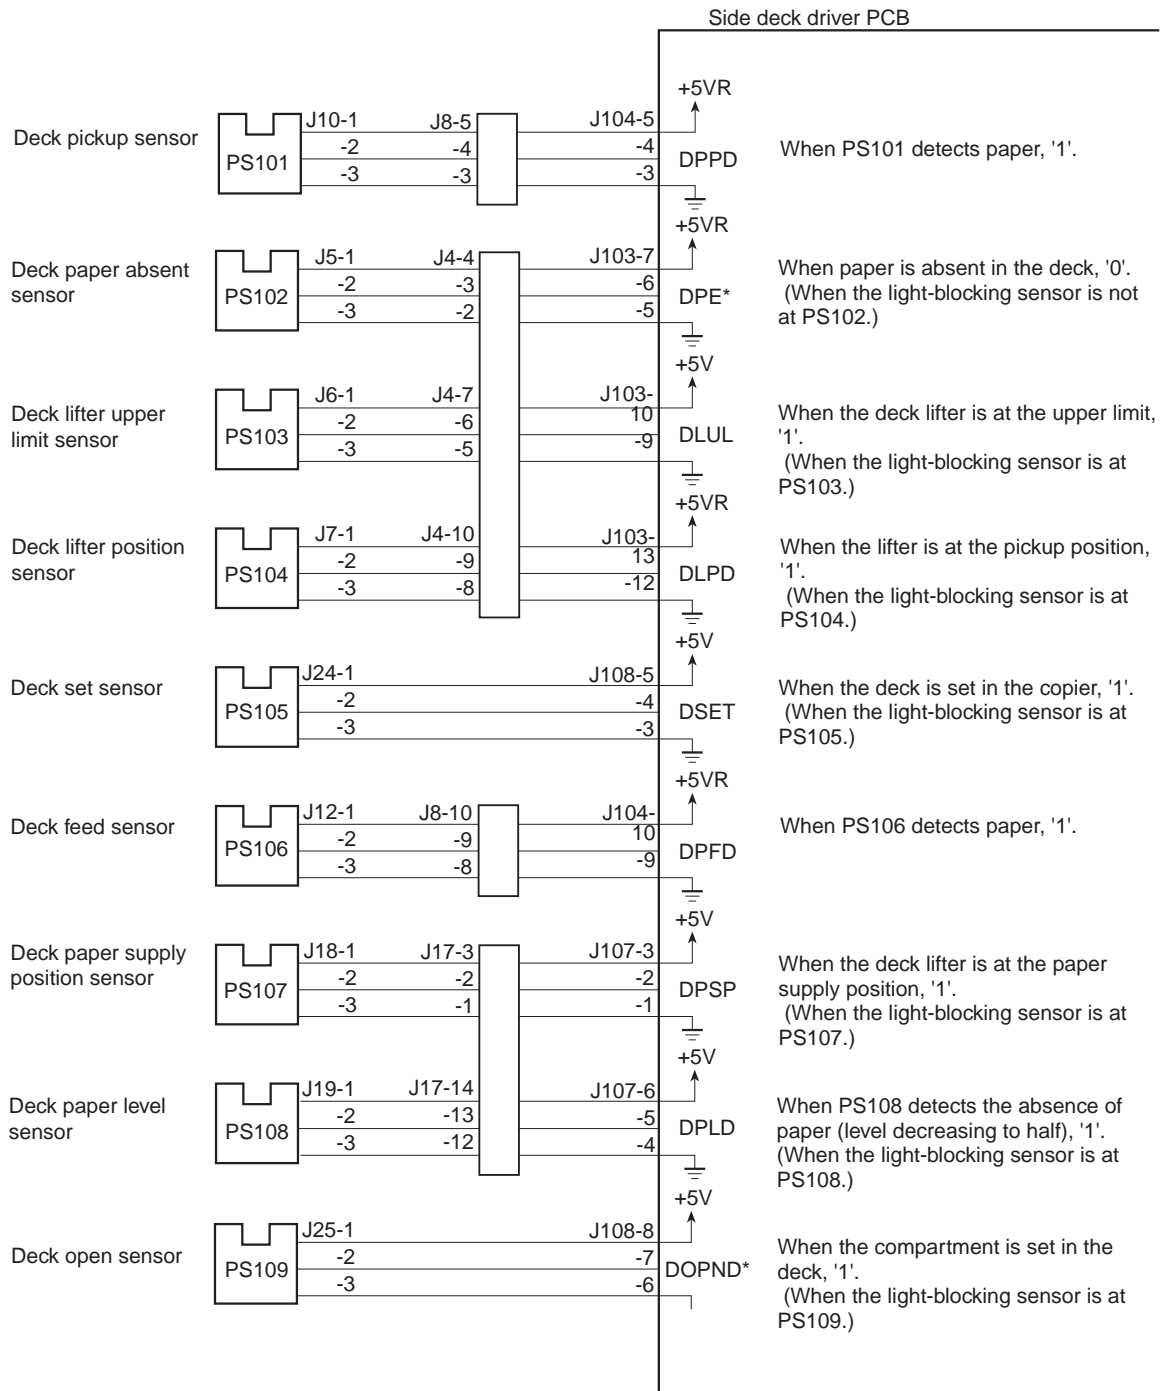 Side deck driver PCB
+5VR
Deck pickup sensor
PS101
J10-1 J8-5 J104-5
-2 -4 -4
-3 -3 -3
DPPD
When PS101 detects paper, '1'.
+5VR
Deck paper absent
sensor
PS102
J5-1 J4-4 J103-7
-2 -3 -6
-3 -2 -5
DPE*
When paper is absent in the deck, '0'.
(When the light-blocking sensor is not
at PS102.)
+5V
Deck lifter upper
limit sensor
PS103
J6-1 J4-7 J103-
10
-2 -6 -9
-3 -5
DLUL
When the deck lifter is at the upper limit,
'1'.
(When the light-blocking sensor is at
PS103.)
+5VR
Deck lifter position
sensor
PS104
J7-1 J4-10 J103-
13
-2 -9 -12
-3 -8
DLPD
When the lifter is at the pickup position,
'1'.
(When the light-blocking sensor is at
PS104.)
+5V
Deck set sensor
PS105
J24-1 J108-5
-2 -4
-3 -3
DSET
When the deck is set in the copier, '1'.
(When the light-blocking sensor is at
PS105.)
+5VR
Deck feed sensor
PS106
J12-1 J8-10 J104-
10
-2 -9 -9
-3 -8
DPFD
When PS106 detects paper, '1'.
+5V
Deck paper supply
position sensor
PS107
J18-1 J17-3 J107-3
-2 -2 -2
-3 -1 -1
DPSP
When the deck lifter is at the paper
supply position, '1'.
(When the light-blocking sensor is at
PS107.)
+5V
Deck paper level
sensor
PS108
J19-1 J17-14 J107-6
-2 -13 -5
-3 -12 -4
DPLD
When PS108 detects the absence of
paper (level decreasing to half), '1'.
(When the light-blocking sensor is at
PS108.)
+5V
Deck open sensor
PS109
J25-1 J108-8
-2 -7
-3 -6
DOPND*
When the compartment is set in the
deck, '1'.
(When the light-blocking sensor is at
PS109.)